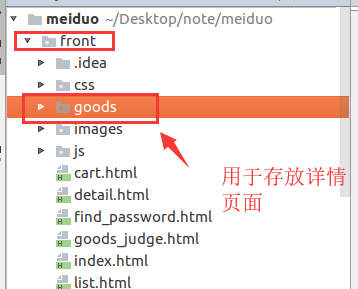 meiduo ~/Desktop/note/meiduo
front
.idea
css
goods
images
js
cart.html
detail.html
find_password.html
goods_judge.html
index.html
list.html
用于存放详情
页面